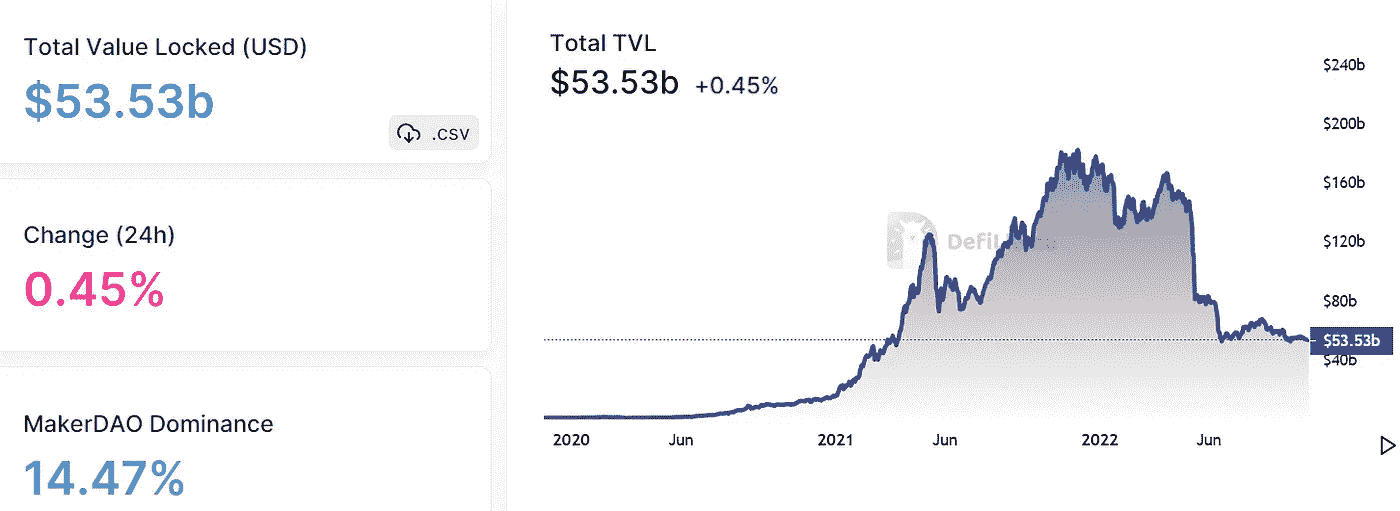 Total Value Locked (USD)
$53.53b
.csv
Change (24h)
0.45%
MakerDAO Dominance
14.47%
Total TVL
$53.53b +0.45%
$240b
$200b
$160b
$120b
$80b
$53.53b
$40b
2020 Jun 2021 Jun 2022 Jun